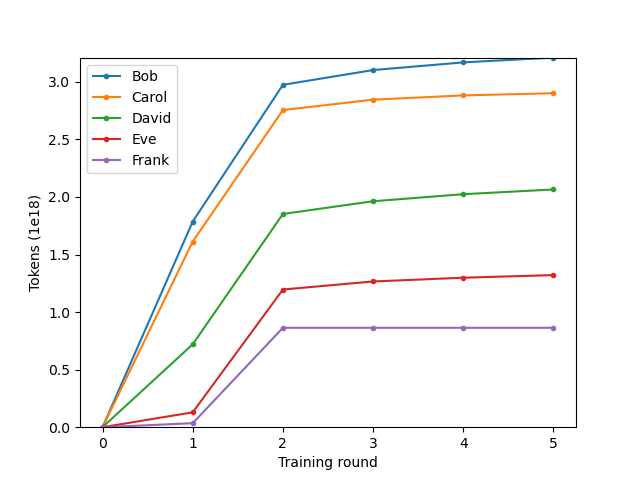 Bob
Carol
David
Eve
Frank
Tokens (1e18)
3.0
2.5
2.0
1.5
1.0
0.5
0.0
0 1 2 3 4 5
Training round